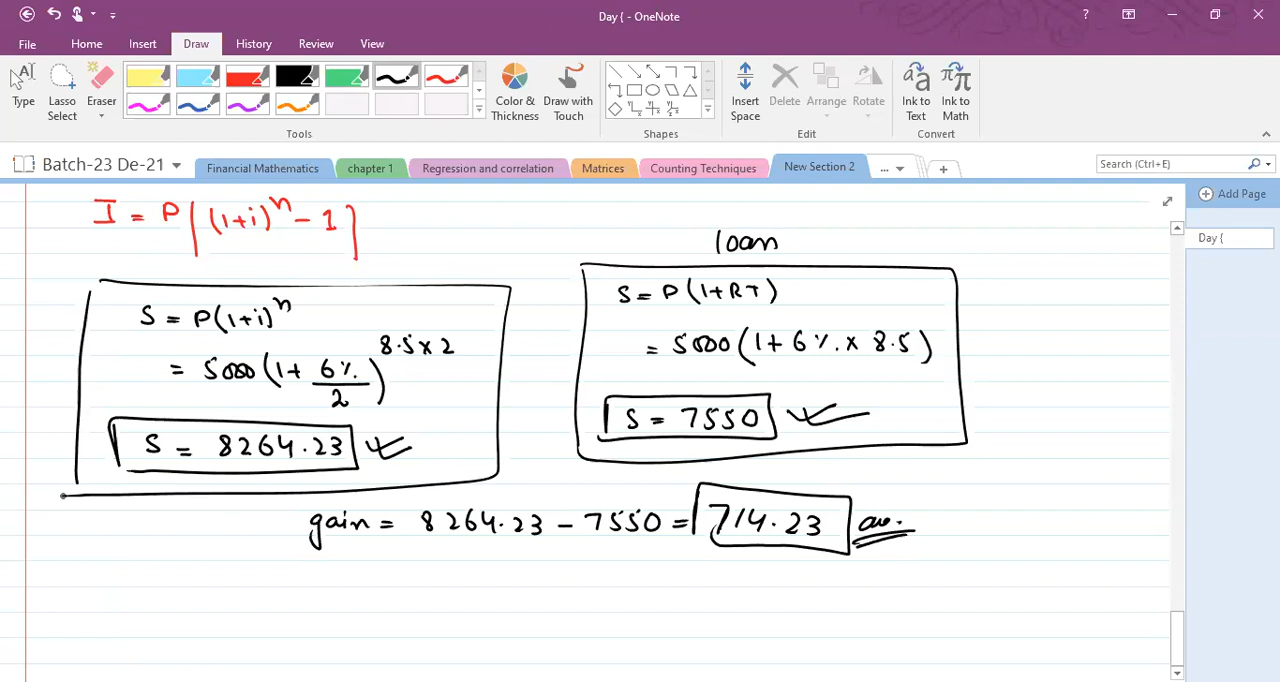 Day { - OneNote
?
File Home Insert Draw History Review View
Type
Lasso Select
Eraser
Color & Thickness
Draw with Touch
Insert Space
Delete
Arrange
Rotate
Ink to Text
Ink to Math
Tools
Shapes
Edit
Convert
Batch-23 De-21
Financial Mathematics
chapter 1
Regression and correlation
Matrices
Counting Techniques
New Section 2
...
Search (Ctrl+E)
Add Page
Day {
I = P[(1+i)^n - 1]
S = P(1+i)^n
= 5000(1 + 6%/2)^8.5×2
S = 8264.23
loan
S = P(1+RT)
= 5000(1+6%×8.5)
S = 7550
gain = 8264.23 - 7550 = 714.23